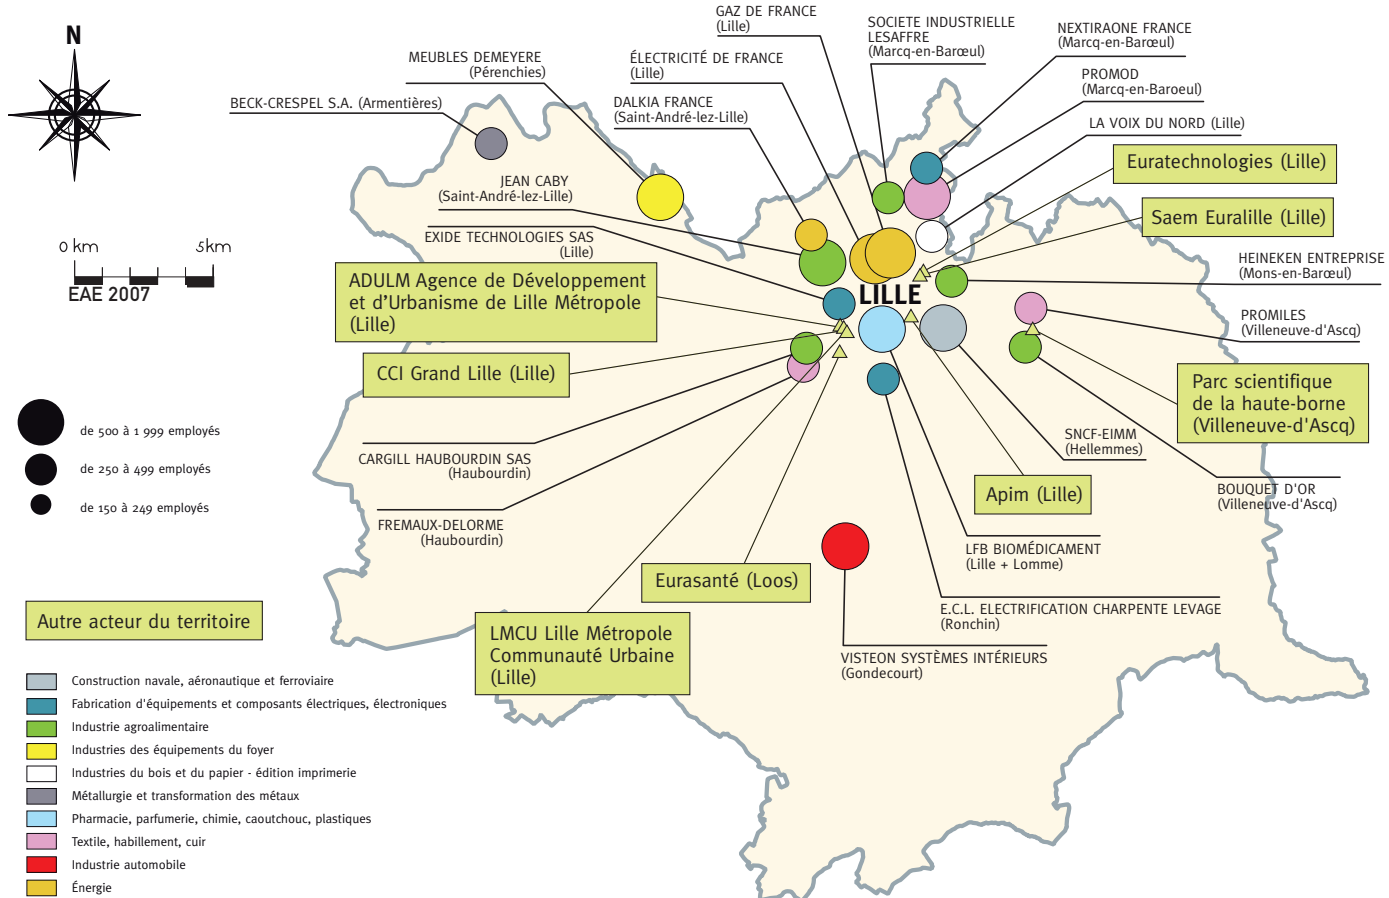 N
0 km
5km
EAE 2007
de 500 à 1 999 employés
de 250 à 499 employés
de 150 à 249 employés
Autre acteur du territoire
Construction navale, aéronautique et ferroviaire
Fabrication d'équipements et composants électriques, électroniques
Industrie agroalimentaire
Industries des équipements du foyer
Industries du bois et du papier - édition imprimerie
Métallurgie et transformation des métaux
Pharmacie, parfumerie, chimie, caoutchouc, plastiques
Textile, habillement, cuir
Industrie automobile
Énergie
GAZ DE FRANCE
(Lille)
SOCIETE INDUSTRIELLE
LESAFFRE
(Marcq-en-Barœul)
NEXTIRAONE FRANCE
(Marcq-en-Barœul)
MEUBLES DEMEYERE
(Pérenchies)
ÉLECTRICITÉ DE FRANCE
(Lille)
PROMOD
(Marcq-en-Baroeul)
BECK-CRESPEL S.A. (Armentières)
DALKIA FRANCE
(Saint-André-lez-Lille)
LA VOIX DU NORD (Lille)
Euratechnologies (Lille)
JEAN CABY
(Saint-André-lez-Lille)
Saem Euralille (Lille)
EXIDE TECHNOLOGIES SAS
(Lille)
HEINEKEN ENTREPRISE
(Mons-en-Barœul)
ADULM Agence de Développement
et d'Urbanisme de Lille Métropole
(Lille)
LILLE
PROMILES
(Villeneuve-d'Ascq)
CCI Grand Lille (Lille)
Parc scientifique
de la haute-borne
(Villeneuve-d'Ascq)
CARGILL HAUBOURDIN SAS
(Haubourdin)
SNCF-EIMM
(Hellemmes)
Apim (Lille)
BOUQUET D'OR
(Villeneuve-d'Ascq)
FREMAUX-DELORME
(Haubourdin)
LFB BIOMÉDICAMENT
(Lille + Lomme)
Eurasanté (Loos)
E.C.L. ELECTRIFICATION CHARPENTE LEVAGE
(Ronchin)
LMCU Lille Métropole
Communauté Urbaine
(Lille)
VISTEON SYSTÈMES INTÉRIEURS
(Gondecourt)